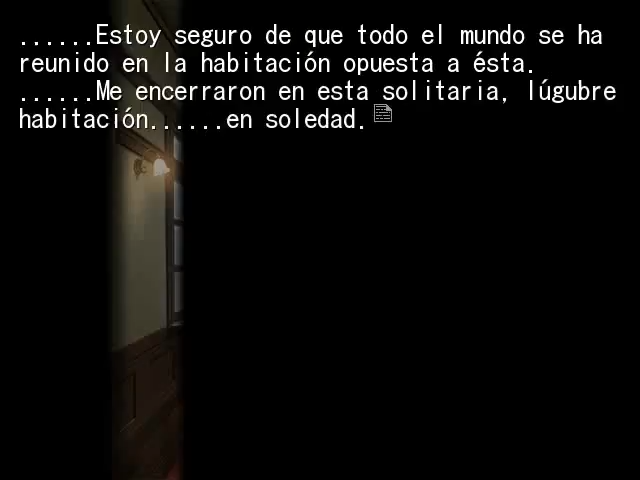 ......Estoy seguro de que todo el mundo se ha
reunido en la habitación opuesta a ésta.
......Me encerraron en esta solitaria, lúgubre
habitación......en soledad.